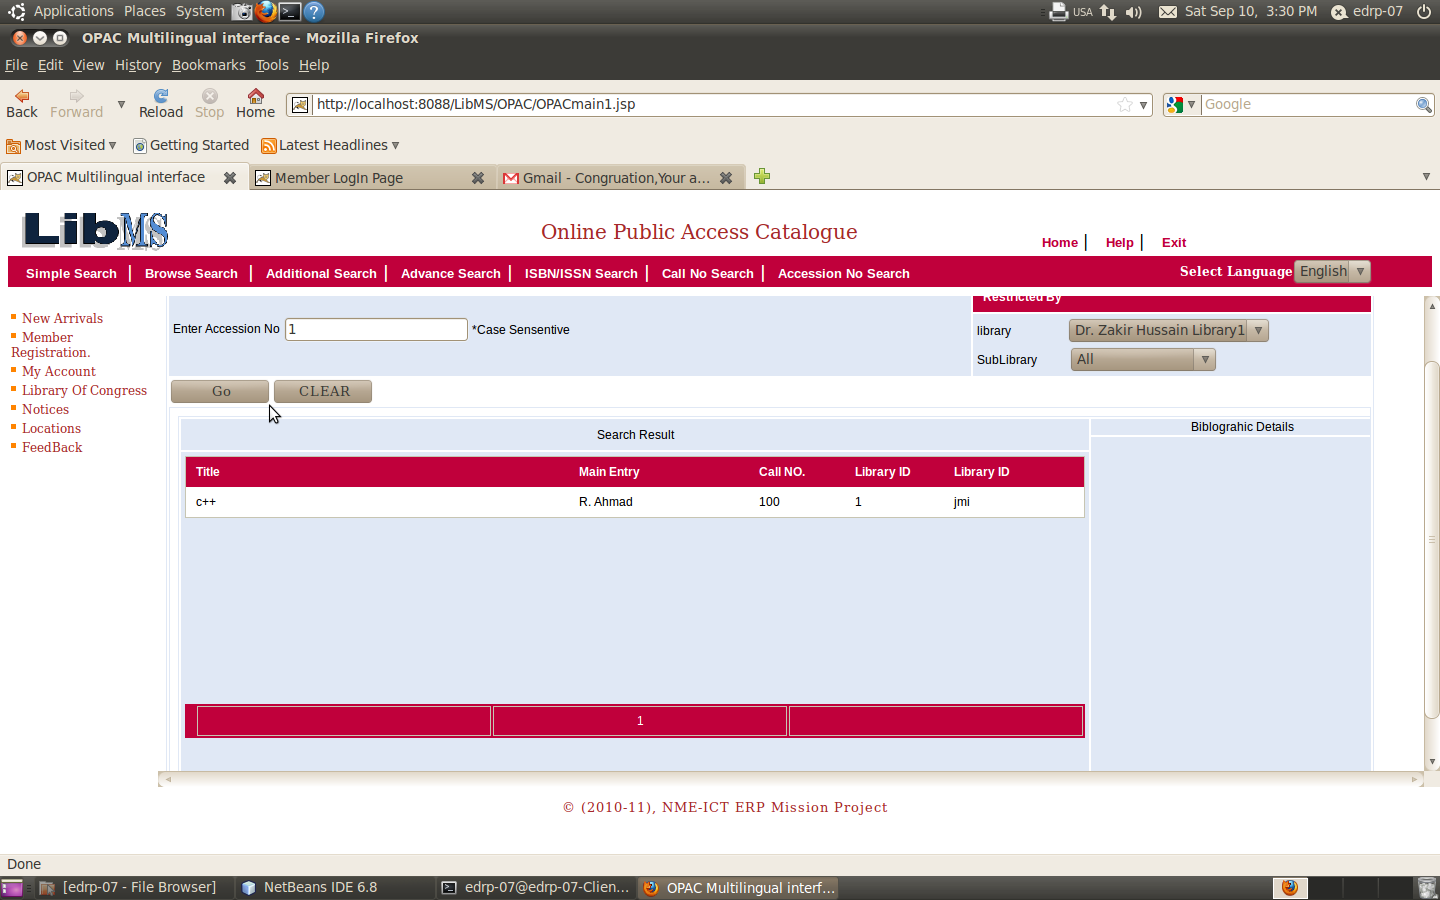 Applications Places System USA Sat Sep 10, 3:30 PM edrp-07
OPAC Multilingual interface - Mozilla Firefox
File Edit View History Bookmarks Tools Help
Back Forward Reload Stop Home http://localhost:8088/LibMS/OPAC/OPACmain1.jsp Google
Most Visited Getting Started Latest Headlines
OPAC Multilingual interface Member LogIn Page Gmail - Congruation,Your a...
LibMS
Online Public Access Catalogue
Home Help Exit
Simple Search Browse Search Additional Search Advance Search ISBN/ISSN Search Call No Search Accession No Search Select Language English
New Arrivals
Member
Registration.
My Account
Library Of Congress
Notices
Locations
FeedBack
Restricted By
Enter Accession No 1 *Case Sensentive
library Dr. Zakir Hussain Library1
SubLibrary All
Go CLEAR
Search Result
Biblograhic Details
Title Main Entry Call NO. Library ID Library ID
c++ R. Ahmad 100 1 jmi
1
© (2010-11), NME-ICT ERP Mission Project
Done
[edrp-07 - File Browser] NetBeans IDE 6.8 edrp-07@edrp-07-Clien... OPAC Multilingual interf...